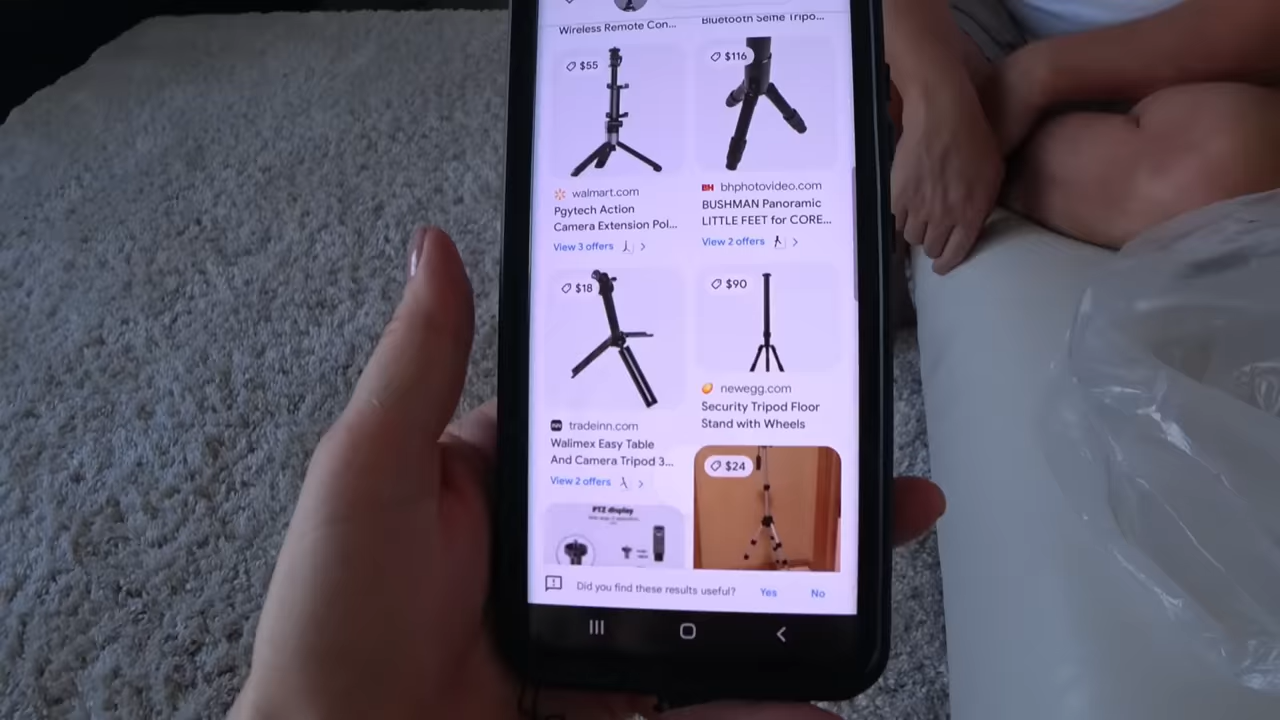 Wireless Remote Con...
Bluetooth Selfie Tripo...
$55
$116
walmart.com
Pgytech Action
Camera Extension Pol...
View 3 offers
BH bhphotovideo.com
BUSHMAN Panoramic
LITTLE FEET for CORE...
View 2 offers
$18
$90
tradeinn.com
Walimex Easy Table
And Camera Tripod 3...
View 2 offers
newegg.com
Security Tripod Floor
Stand with Wheels
PTZ display
$24
Did you find these results useful?
Yes
No